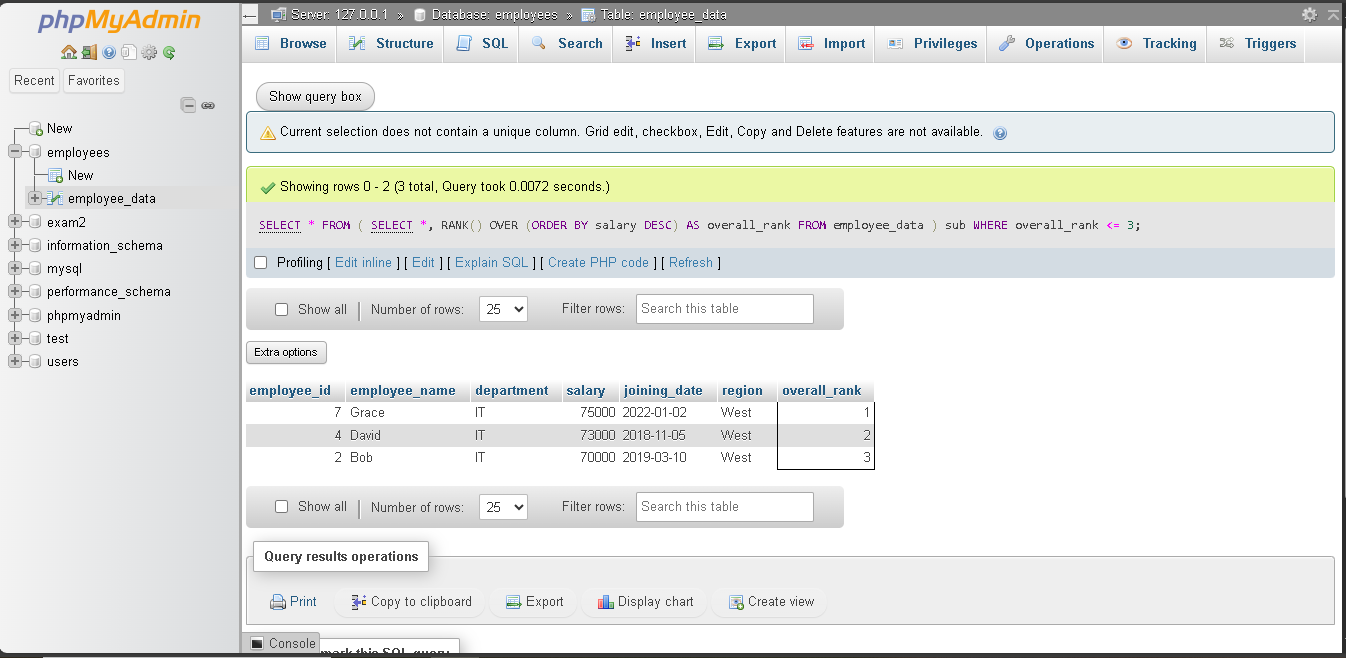 phpMyAdmin
Recent Favorites
New
employees
New
employee_data
exam2
information_schema
mysql
performance_schema
phpmyadmin
test
users
Server: 127.0.0.1 » Database: employees » Table: employee_data
Browse Structure SQL Search Insert Export Import Privileges Operations Tracking Triggers
Show query box
Current selection does not contain a unique column. Grid edit, checkbox, Edit, Copy and Delete features are not available.
Showing rows 0 - 2 (3 total, Query took 0.0072 seconds.)
SELECT * FROM ( SELECT *, RANK() OVER (ORDER BY salary DESC) AS overall_rank FROM employee_data ) sub WHERE overall_rank <= 3;
Profiling [ Edit inline ] [ Edit ] [ Explain SQL ] [ Create PHP code ] [ Refresh ]
Show all | Number of rows: 25 Filter rows: Search this table
Extra options
employee_id employee_name department salary joining_date region overall_rank
7 Grace IT 75000 2022-01-02 West 1
4 David IT 73000 2018-11-05 West 2
2 Bob IT 70000 2019-03-10 West 3
Show all | Number of rows: 25 Filter rows: Search this table
Query results operations
Print Copy to clipboard Export Display chart Create view
Console
mark this SQL query